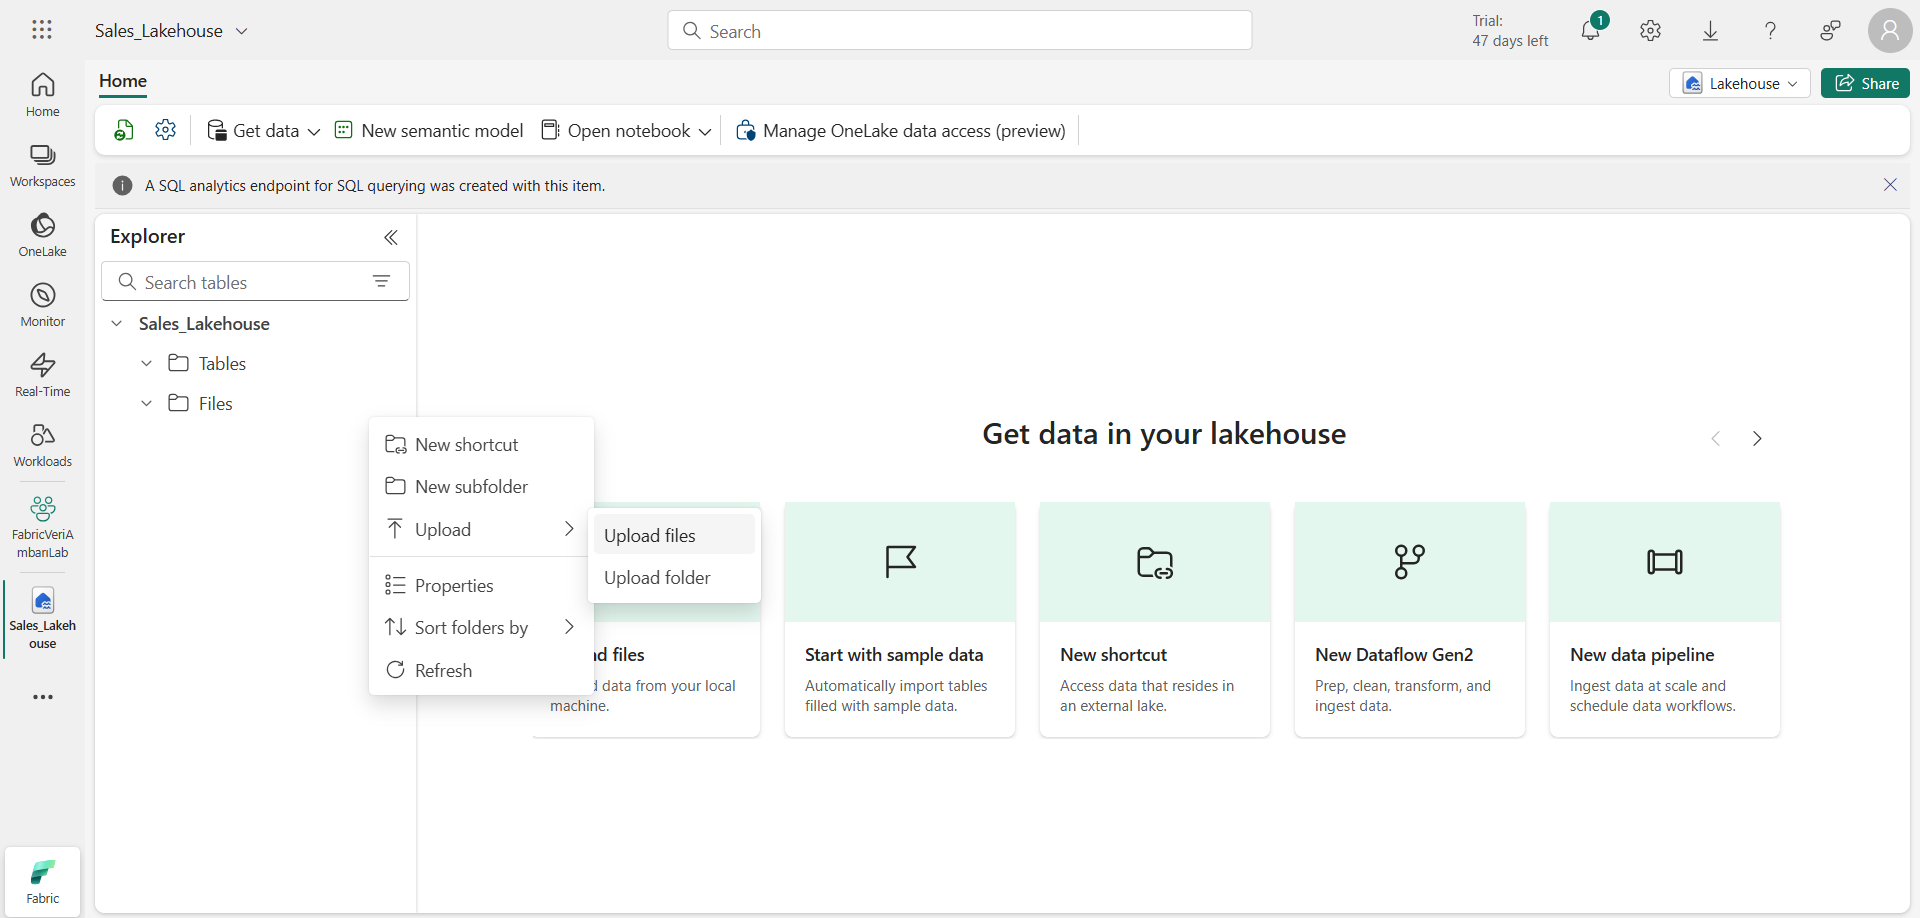 Sales_Lakehouse
Search
Trial:
47 days left
1
Home
Lakehouse
Share
Get data
New semantic model
Open notebook
Manage OneLake data access (preview)
A SQL analytics endpoint for SQL querying was created with this item.
Home
Workspaces
OneLake
Monitor
Real-Time
Workloads
FabricVeriA
mbarıLab
Sales_Lakeh
ouse
Fabric
Explorer
Search tables
Sales_Lakehouse
Tables
Files
New shortcut
New subfolder
Upload
Properties
Sort folders by
Refresh
Upload files
Upload folder
Get data in your lakehouse
files
data from your local
machine.
Start with sample data
Automatically import tables
filled with sample data.
New shortcut
Access data that resides in
an external lake.
New Dataflow Gen2
Prep, clean, transform, and
ingest data.
New data pipeline
Ingest data at scale and
schedule data workflows.